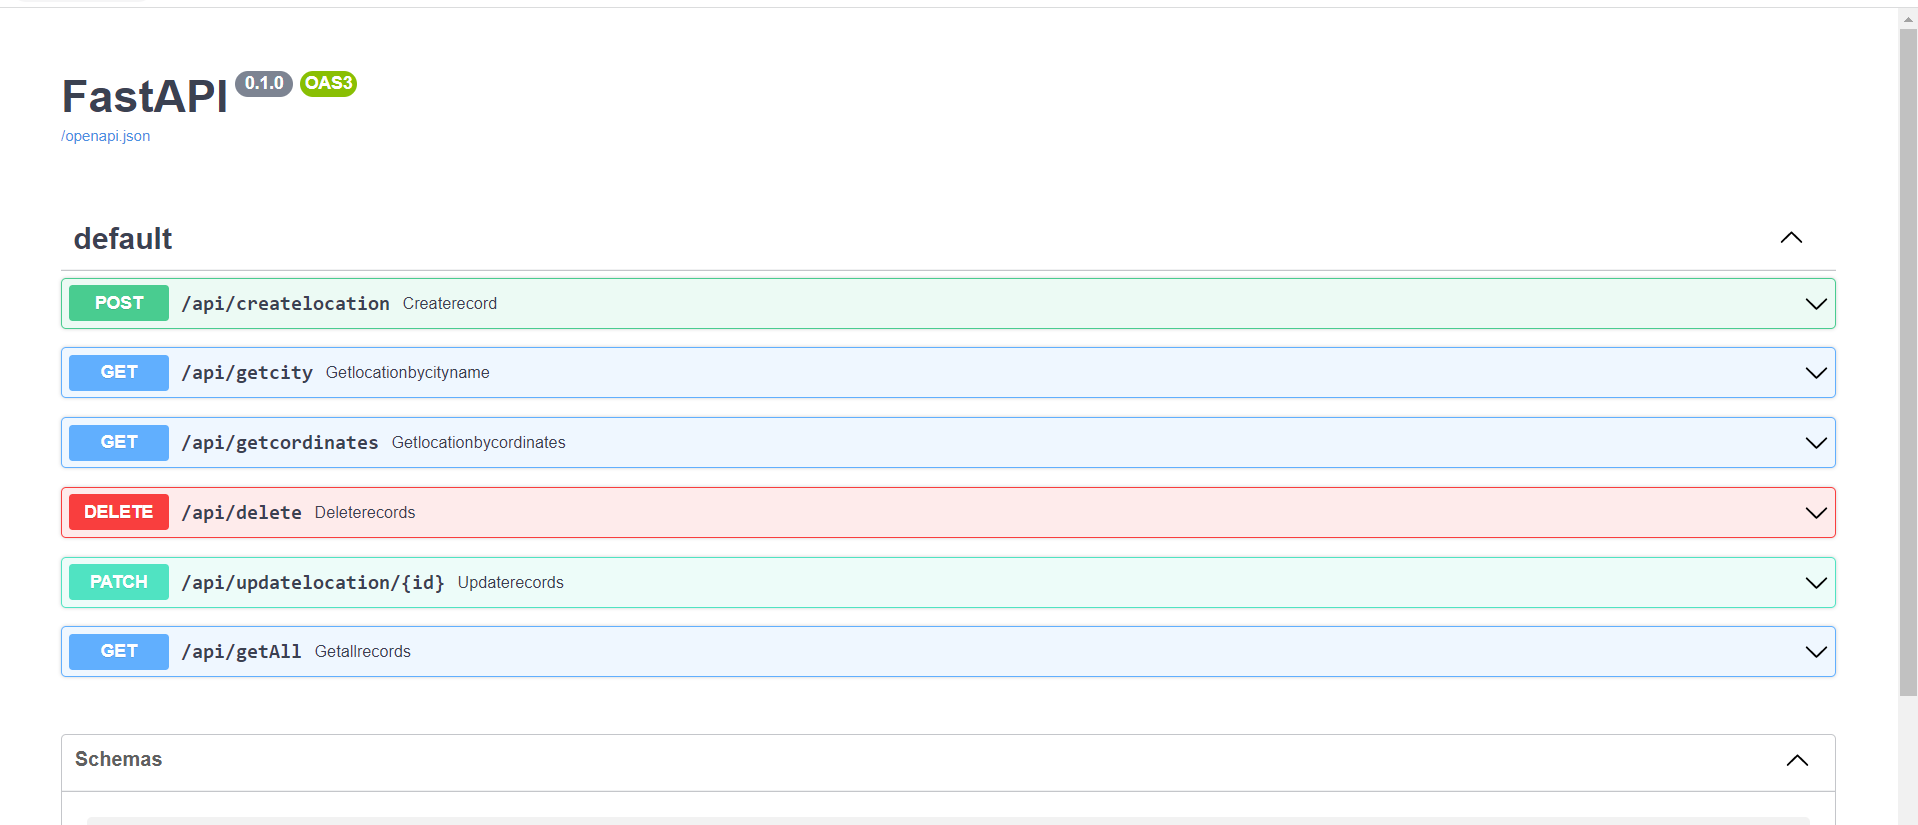 FastAPI 0.1.0 OAS3
/openapi.json
default
POST /api/createlocation Createrecord
GET /api/getcity Getlocationbycityname
GET /api/getcordinates Getlocationbycordinates
DELETE /api/delete Deleterecords
PATCH /api/updatelocation/{id} Updaterecords
GET /api/getAll Getallrecords
Schemas